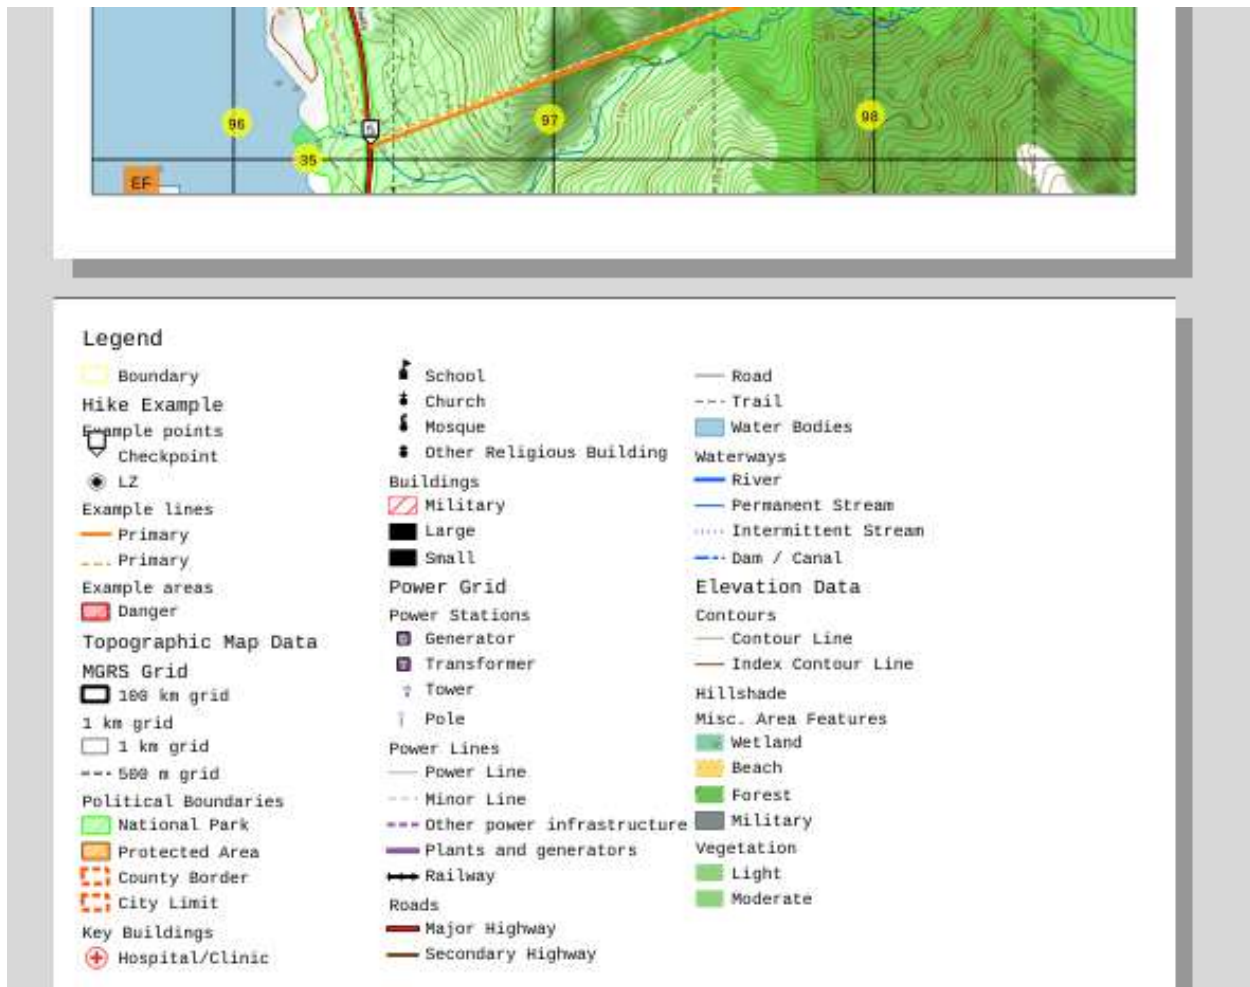 96
97
98
35
EF
Legend
Boundary
Hike Example
Example points
Checkpoint
LZ
Example lines
Primary
Primary
Example areas
Danger
Topographic Map Data
MGRS Grid
100 km grid
1 km grid
1 km grid
500 m grid
Political Boundaries
National Park
Protected Area
County Border
City Limit
Key Buildings
Hospital/Clinic
School
Church
Mosque
Other Religious Building
Buildings
Military
Large
Small
Power Grid
Power Stations
Generator
Transformer
Tower
Pole
Power Lines
Power Line
Minor Line
Other power infrastructure
Plants and generators
Railway
Roads
Major Highway
Secondary Highway
Road
Trail
Water Bodies
Waterways
River
Permanent Stream
Intermittent Stream
Dam / Canal
Elevation Data
Contours
Contour Line
Index Contour Line
Hillshade
Misc. Area Features
Wetland
Beach
Forest
Military
Vegetation
Light
Moderate